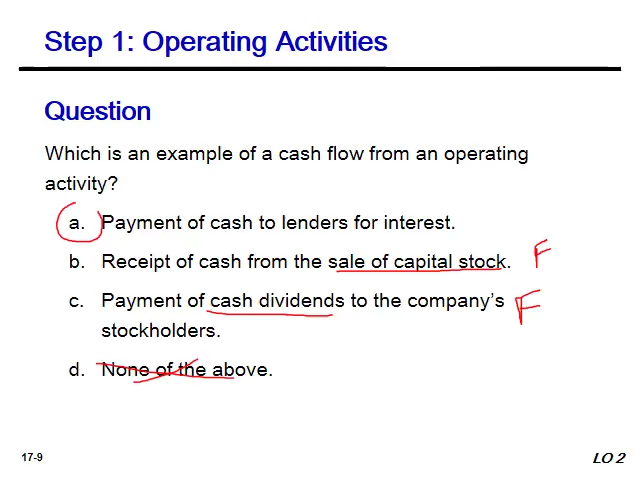 Step 1: Operating Activities
Question
Which is an example of a cash flow from an operating
activity?
a. Payment of cash to lenders for interest.
b. Receipt of cash from the sale of capital stock. F
c. Payment of cash dividends to the company's F
stockholders.
d. None of the above.
17-9 LO 2